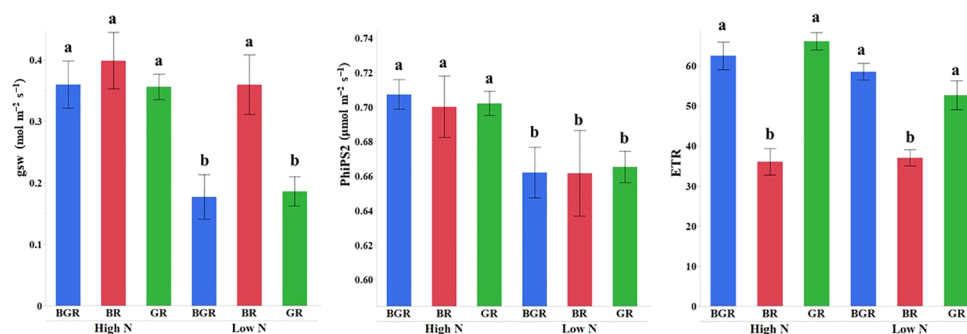 a
a
a
a
b
b
0.4
0.3
0.2
0.1
0
gsw (mol m⁻² s⁻¹)
BGR BR GR BGR BR GR
High N Low N
0.74
0.72
0.70
0.68
0.66
0.64
0.62
0.60
a
a
a
b
b
b
PhiPS2 (μmol m⁻² s⁻¹)
BGR BR GR BGR BR GR
High N Low N
60
50
40
30
20
10
0
a
a
a
a
b
b
ETR
BGR BR GR BGR BR GR
High N Low N